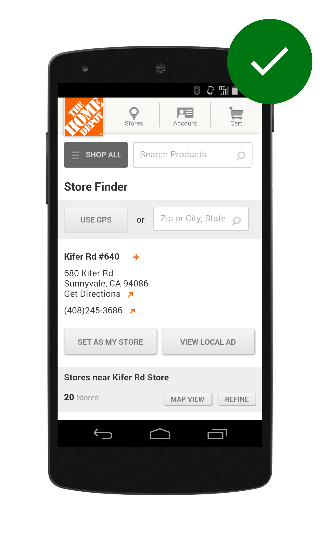 THE
HOME
DEPOT
Stores
Account
Cart
SHOP ALL
Search Products
Store Finder
USE GPS
or
Zip or City, State
Kifer Rd #640
680 Kifer Rd
Sunnyvale, CA 94086
Get Directions
(408)245-3686
SET AS MY STORE
VIEW LOCAL AD
Stores near Kifer Rd Store
20 Stores
MAP VIEW
REFINE